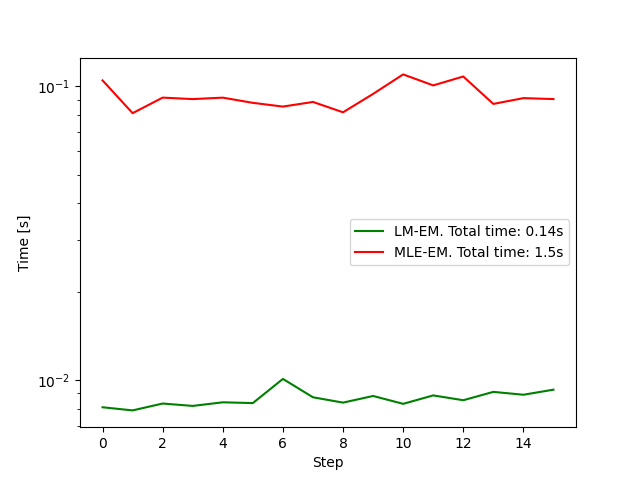 10⁻¹
10⁻²
Time [s]
LM-EM. Total time: 0.14s
MLE-EM. Total time: 1.5s
0 2 4 6 8 10 12 14
Step